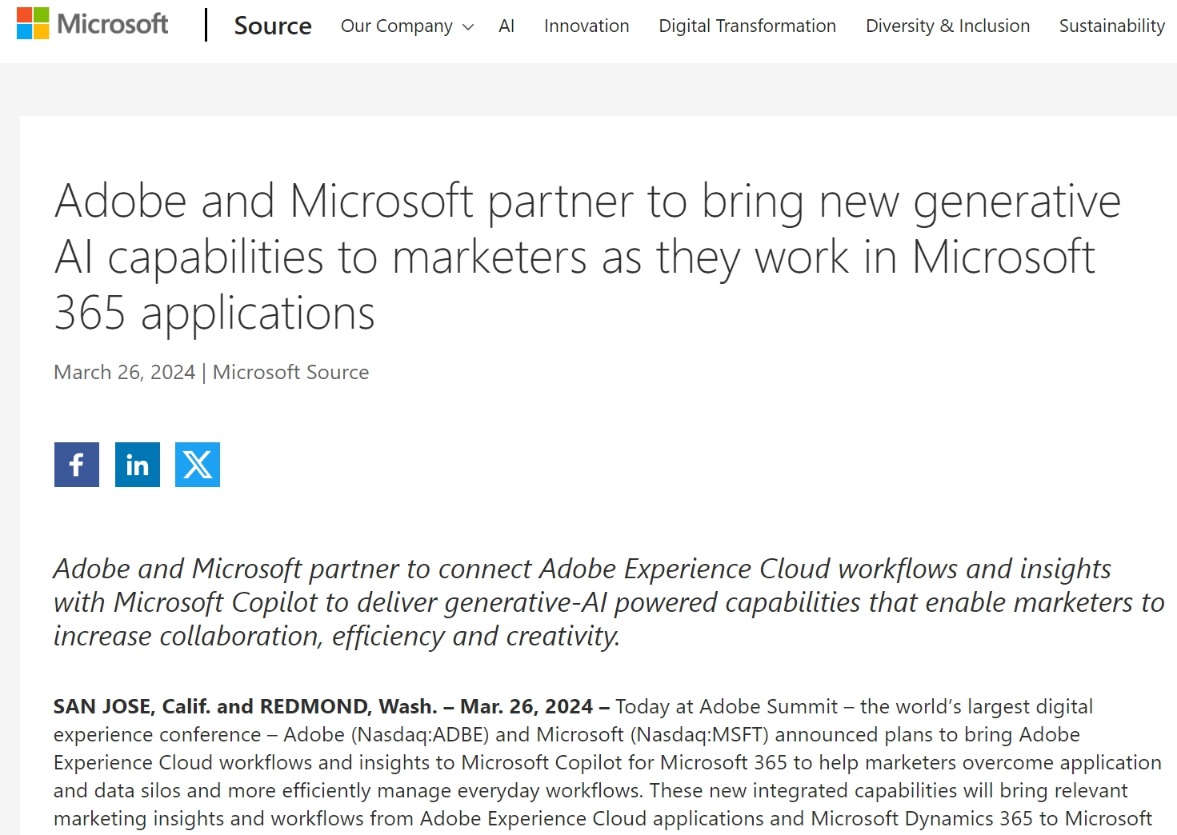 Microsoft | Source Our Company AI Innovation Digital Transformation Diversity & Inclusion Sustainability
Adobe and Microsoft partner to bring new generative
AI capabilities to marketers as they work in Microsoft
365 applications
March 26, 2024 | Microsoft Source
f in X
Adobe and Microsoft partner to connect Adobe Experience Cloud workflows and insights
with Microsoft Copilot to deliver generative-AI powered capabilities that enable marketers to
increase collaboration, efficiency and creativity.
SAN JOSE, Calif. and REDMOND, Wash. – Mar. 26, 2024 – Today at Adobe Summit – the world’s largest digital
experience conference – Adobe (Nasdaq:ADBE) and Microsoft (Nasdaq:MSFT) announced plans to bring Adobe
Experience Cloud workflows and insights to Microsoft Copilot for Microsoft 365 to help marketers overcome application
and data silos and more efficiently manage everyday workflows. These new integrated capabilities will bring relevant
marketing insights and workflows from Adobe Experience Cloud applications and Microsoft Dynamics 365 to Microsoft